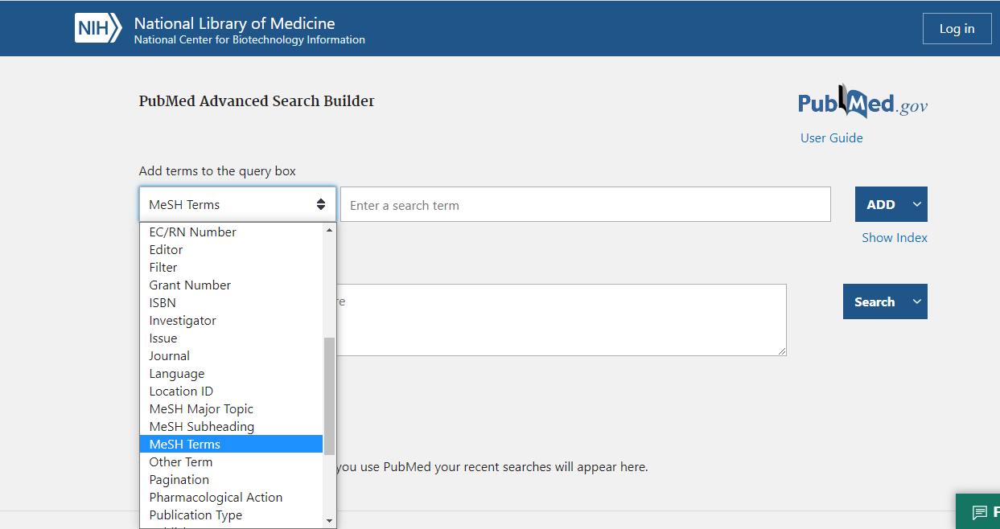 NIH
National Library of Medicine
National Center for Biotechnology Information
Log in
PubMed Advanced Search Builder
PubMed.gov
User Guide
Add terms to the query box
MeSH Terms
Enter a search term
ADD
Show Index
EC/RN Number
Editor
Filter
Grant Number
ISBN
Investigator
Issue
Journal
Language
Location ID
MeSH Major Topic
MeSH Subheading
MeSH Terms
Other Term
Pagination
Pharmacological Action
Publication Type
re
Search
you use PubMed your recent searches will appear here.
F